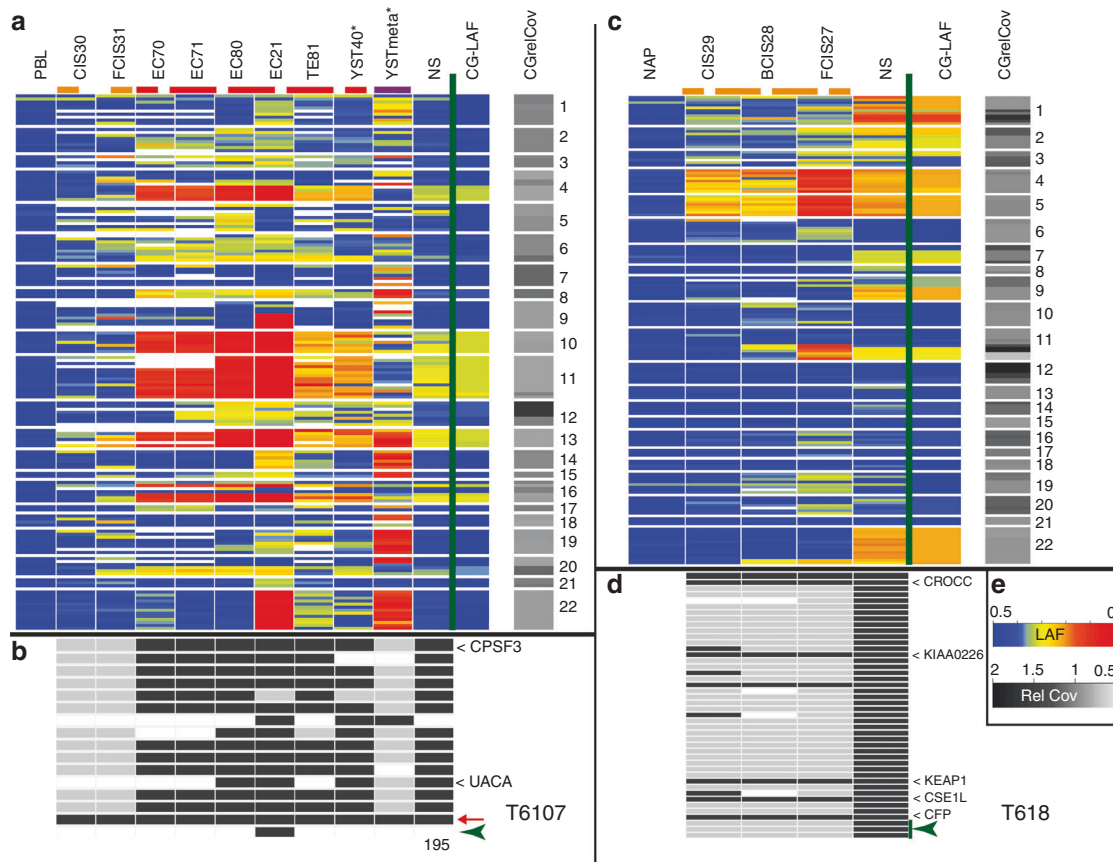 a
PBL
CIS30
FCIS31
EC70
EC71
EC80
EC21
TE81
YST40*
YSTmeta*
NS
CG-LAF
CGrelCov
1
2
3
4
5
6
7
8
9
10
11
12
13
14
15
16
17
18
19
20
21
22
b
< CPSF3
< UACA
T6107
195
c
NAP
CIS29
BCIS28
FCIS27
NS
CG-LAF
CGrelCov
1
2
3
4
5
6
7
8
9
10
11
12
13
14
15
16
17
18
19
20
21
22
d
< CROCC
< KIAA0226
< KEAP1
< CSE1L
< CFP
T618
e
0.5 0
LAF
2 1.5 1 0.5
Rel Cov